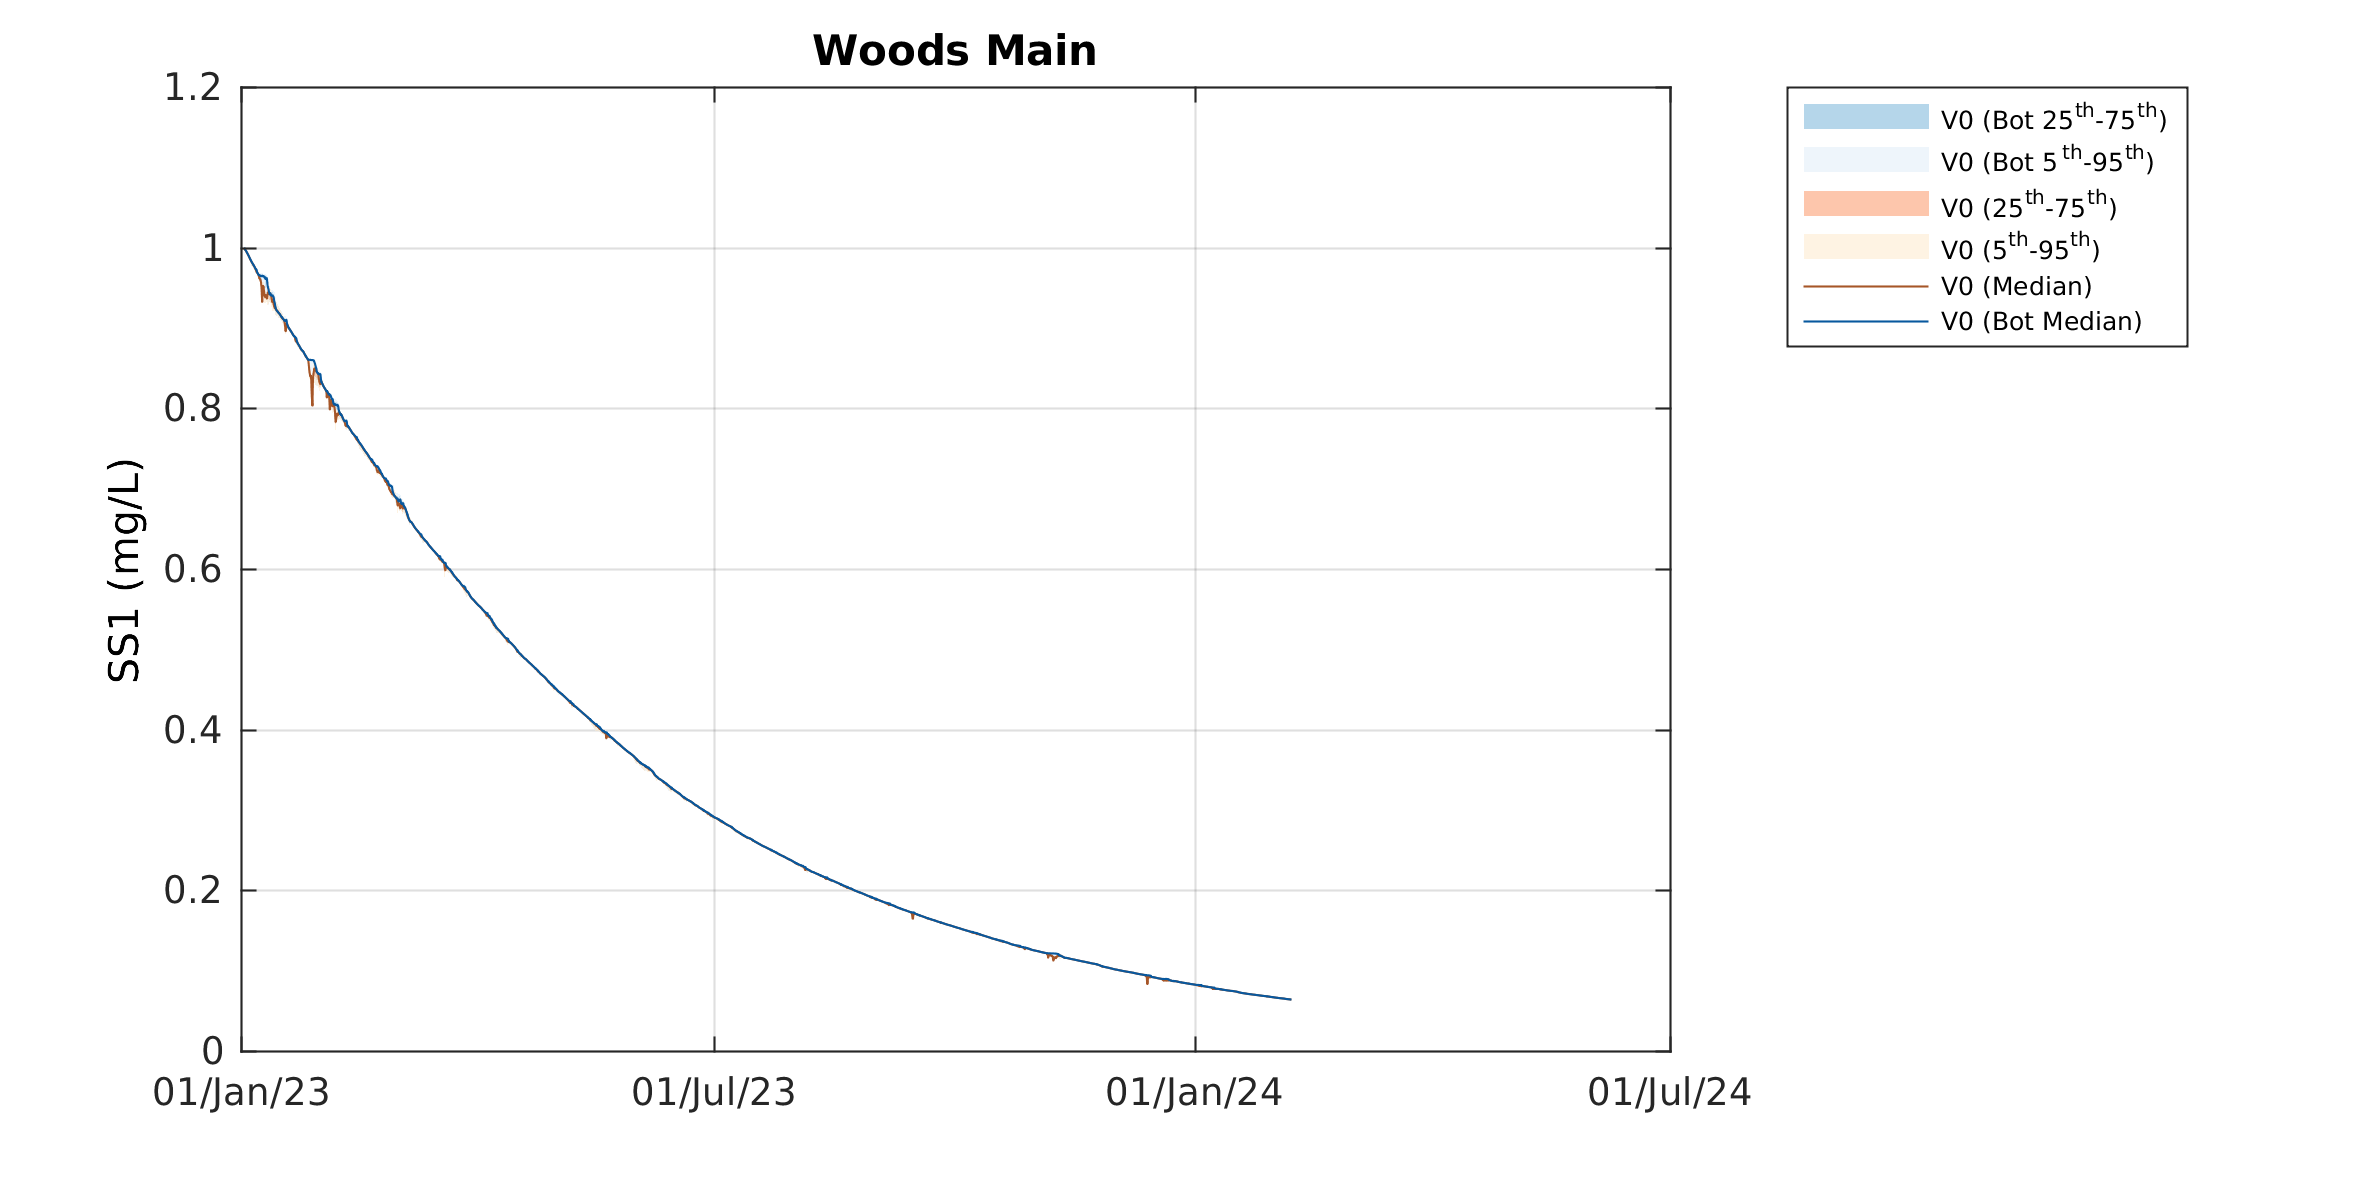 Woods Main
1.2
1
0.8
0.6
0.4
0.2
0
SS1 (mg/L)
01/Jan/23
01/Jul/23
01/Jan/24
01/Jul/24
V0 (Bot 25th-75th)
V0 (Bot 5th-95th)
V0 (25th-75th)
V0 (5th-95th)
V0 (Median)
V0 (Bot Median)